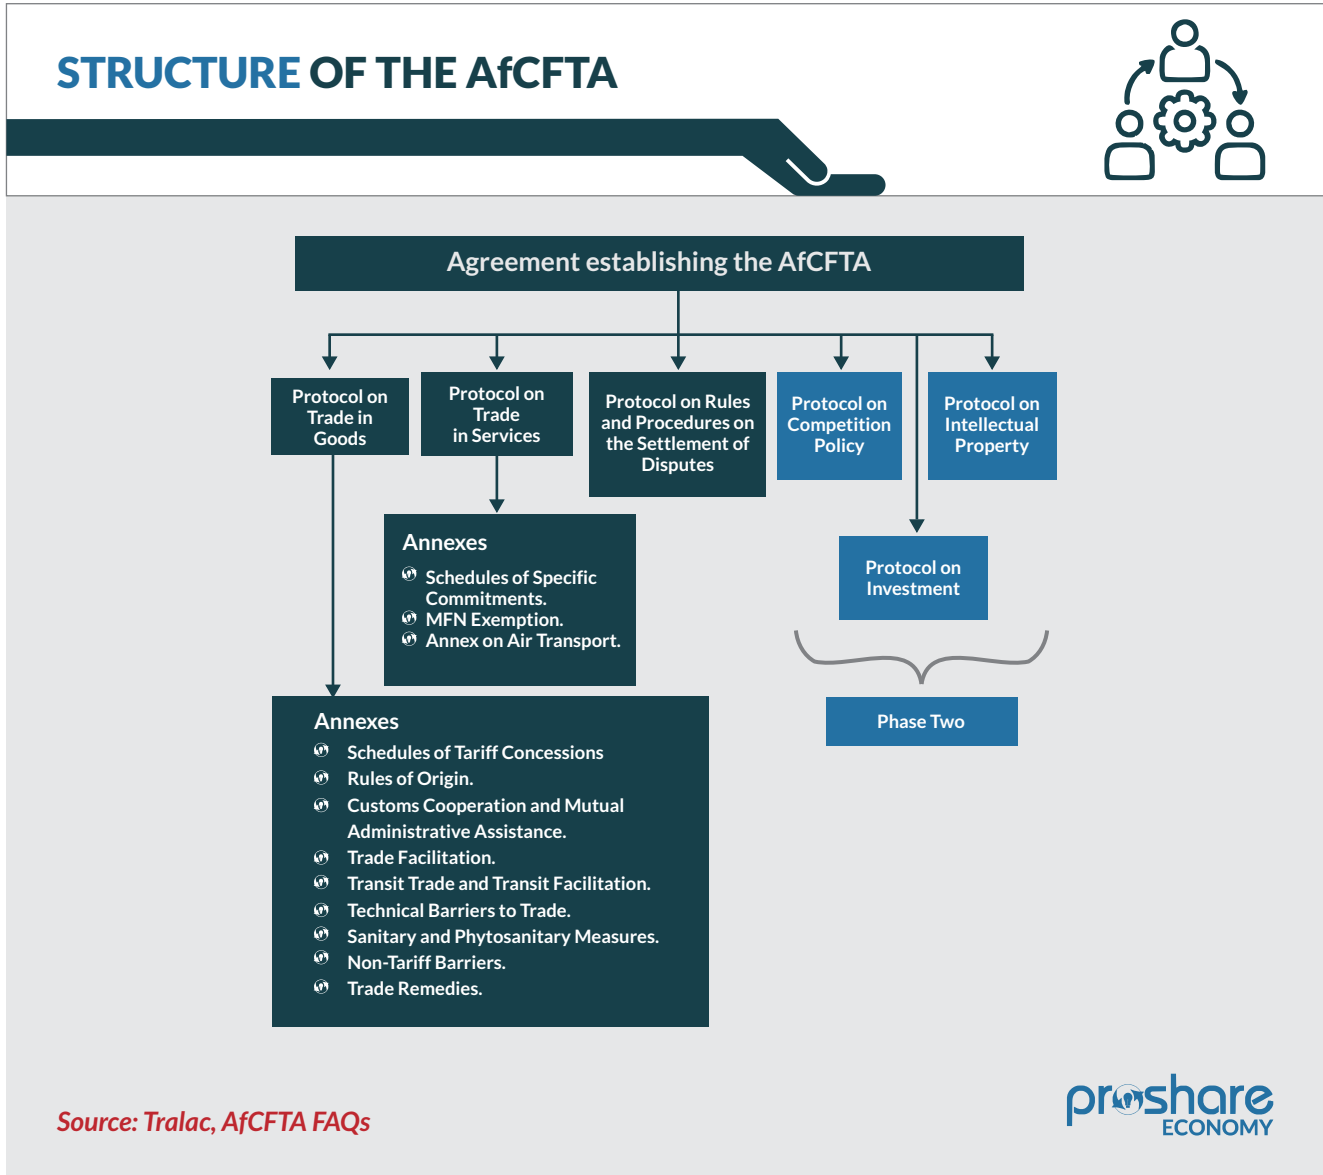 STRUCTURE OF THE AfCFTA
Agreement establishing the AfCFTA
Protocol on
Trade in
Goods
Protocol on
Trade
in Services
Protocol on Rules
and Procedures on
the Settlement of
Disputes
Protocol on
Competition
Policy
Protocol on
Intellectual
Property
Annexes
Schedules of Specific
Commitments.
MFN Exemption.
Annex on Air Transport.
Protocol on
Investment
Phase Two
Annexes
Schedules of Tariff Concessions
Rules of Origin.
Customs Cooperation and Mutual
Administrative Assistance.
Trade Facilitation.
Transit Trade and Transit Facilitation.
Technical Barriers to Trade.
Sanitary and Phytosanitary Measures.
Non-Tariff Barriers.
Trade Remedies.
Source: Tralac, AfCFTA FAQs
proshare
ECONOMY